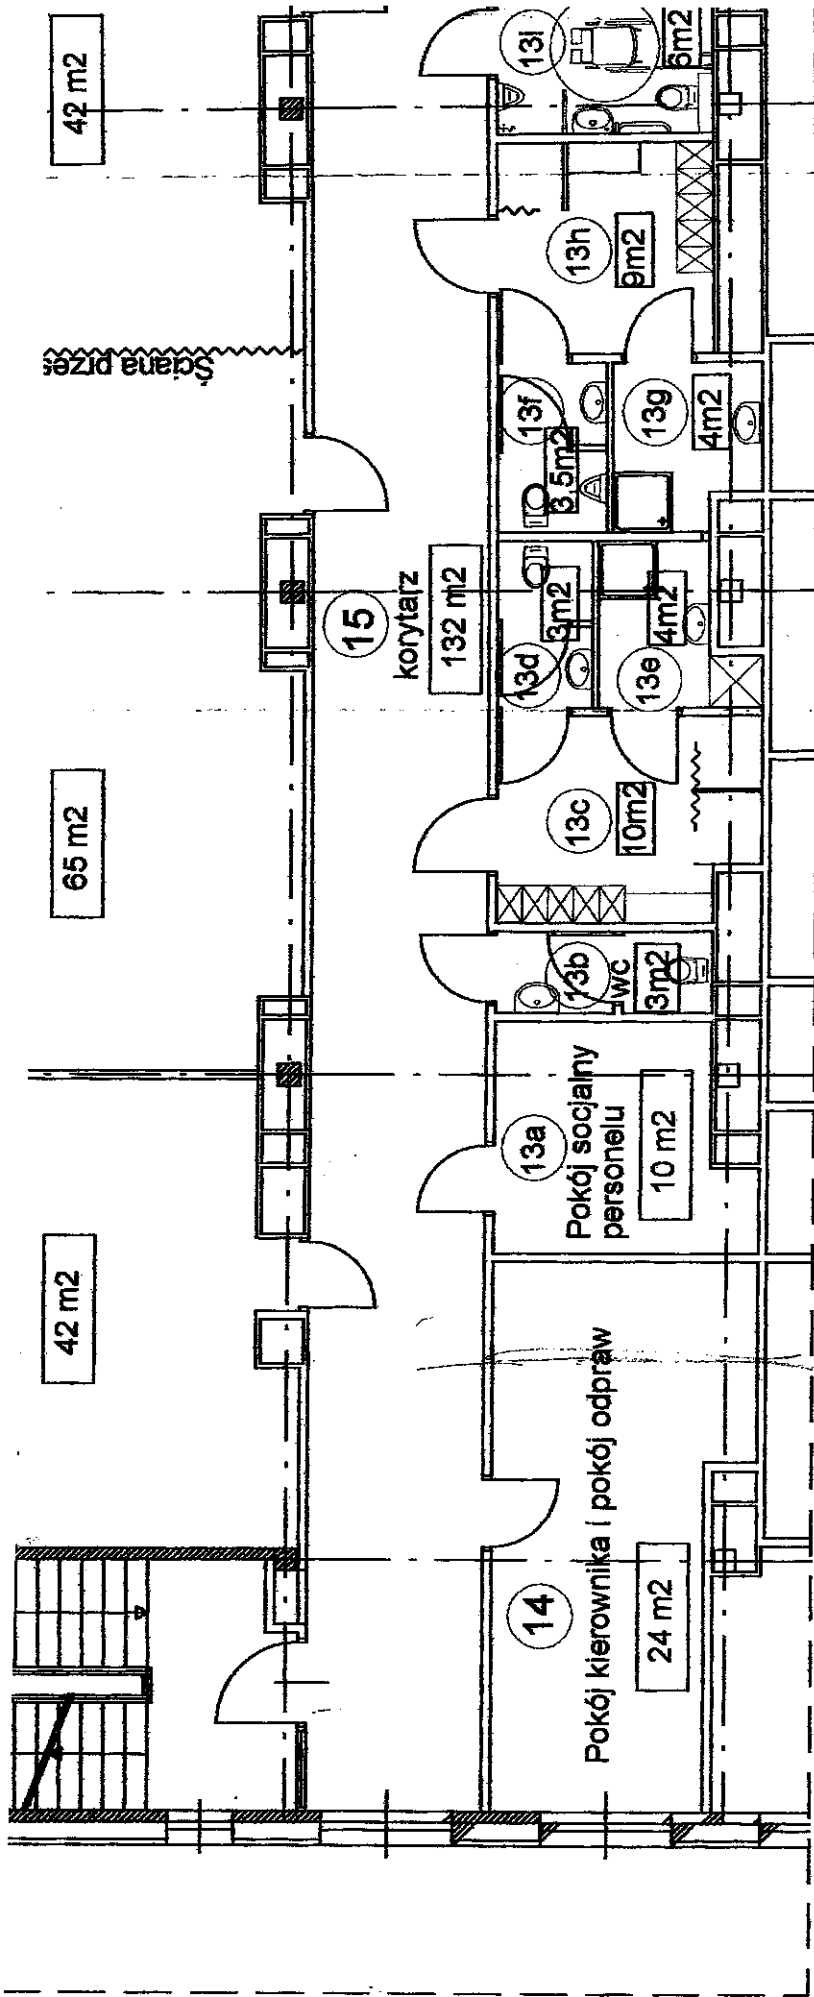 42 m2
65 m2
42 m2
Ściana prze
15
korytarz
132 m2
14
Pokój kierownika i pokój odpraw
24 m2
13a
Pokój socjalny
personelu
10 m2
13b
wc
3m2
13c
10m2
13d
3m2
13e
4m2
13f
3,5m2
13g
4m2
13h
9m2
13i
6m2